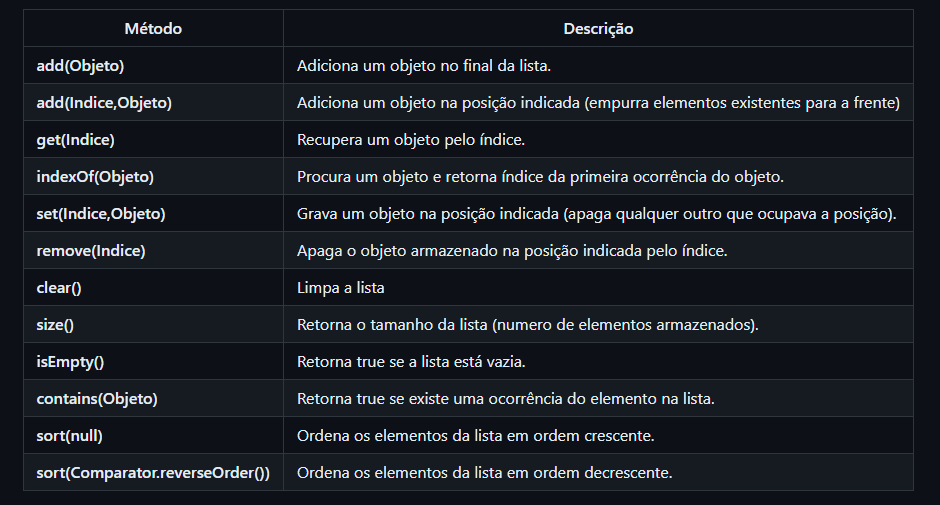 Método Descrição
add(Objeto) Adiciona um objeto no final da lista.
add(Indice,Objeto) Adiciona um objeto na posição indicada (empurra elementos existentes para a frente)
get(Indice) Recupera um objeto pelo índice.
indexOf(Objeto) Procura um objeto e retorna índice da primeira ocorrência do objeto.
set(Indice,Objeto) Grava um objeto na posição indicada (apaga qualquer outro que ocupava a posição).
remove(Indice) Apaga o objeto armazenado na posição indicada pelo índice.
clear() Limpa a lista
size() Retorna o tamanho da lista (numero de elementos armazenados).
isEmpty() Retorna true se a lista está vazia.
contains(Objeto) Retorna true se existe uma ocorrência do elemento na lista.
sort(null) Ordena os elementos da lista em ordem crescente.
sort(Comparator.reverseOrder()) Ordena os elementos da lista em ordem decrescente.